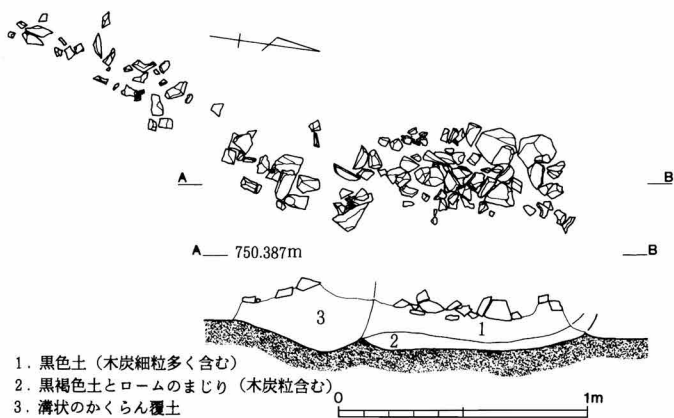 A B
A 750.387m B
3 1
2
1. 黒色土（木炭細粒多く含む）
2. 黒褐色土とロームのまじり（木炭粒含む）
3. 溝状のかくらん覆土
0 1m